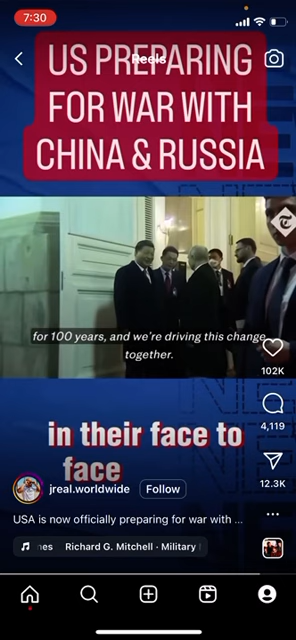 7:30
US PREPARING
Reels
FOR WAR WITH
CHINA & RUSSIA
for 100 years, and we're driving this change
together.
102K
in their face to
face
4,119
jreal.worldwide
Follow
12.3K
USA is now officially preparing for war with ...
nes Richard G. Mitchell · Military